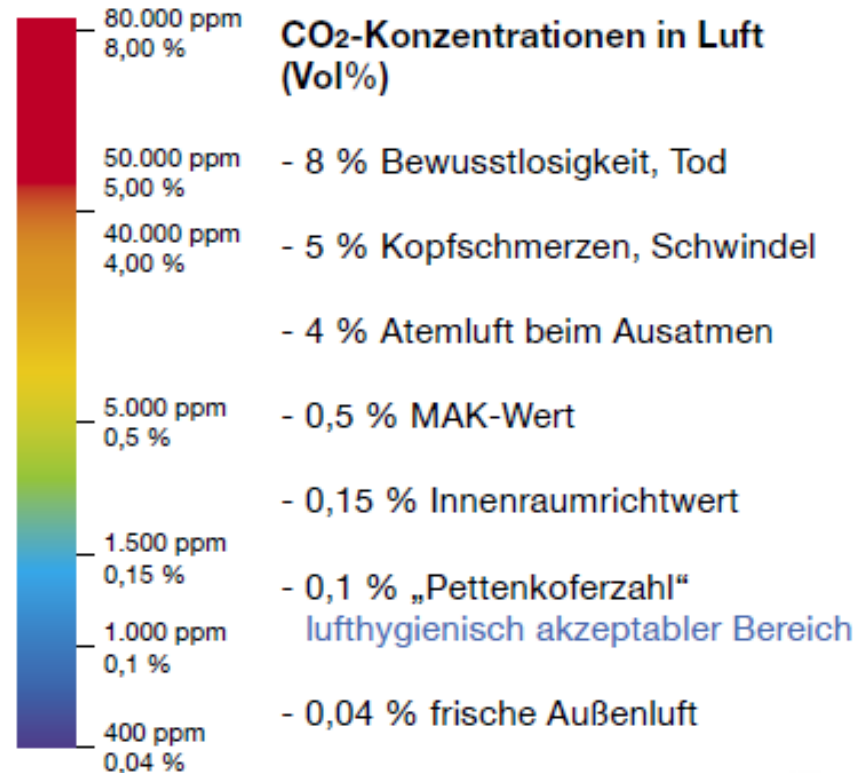 80.000 ppm
8,00 %
50.000 ppm
5,00 %
40.000 ppm
4,00 %
5.000 ppm
0,5 %
1.500 ppm
0,15 %
1.000 ppm
0,1 %
400 ppm
0,04 %
CO₂-Konzentrationen in Luft
(Vol%)
- 8 % Bewusstlosigkeit, Tod
- 5 % Kopfschmerzen, Schwindel
- 4 % Atemluft beim Ausatmen
- 0,5 % MAK-Wert
- 0,15 % Innenraumrichtwert
- 0,1 % „Pettenkoferzahl“
lufthygienisch akzeptabler Bereich
- 0,04 % frische Außenluft